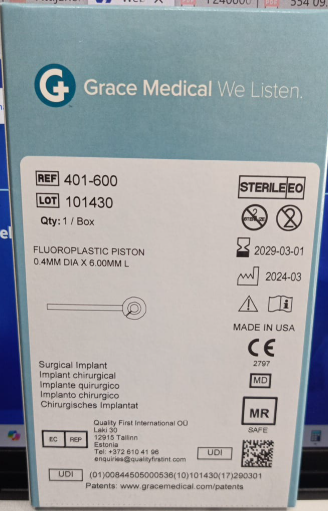 Grace Medical We Listen.
REF 401-600
LOT 101430
Qty: 1 / Box
STERILE EO
2029-03-01
2024-03
FLUOROPLASTIC PISTON
0.4MM DIA X 6.00MM L
MADE IN USA
CE
2797
MD
MR
SAFE
Surgical Implant
Implant chirurgical
Implante quirurgico
Impianto chirurgico
Chirurgisches Implantat
EC REP
Quality First International OÜ
Laki 30
12915 Tallinn
Estonia
Tel: +372 610 41 96
enquiries@qualityfirstint.com
UDI
UDI (01)00844505000536(10)101430(17)290301
Patents: www.gracemedical.com/patents